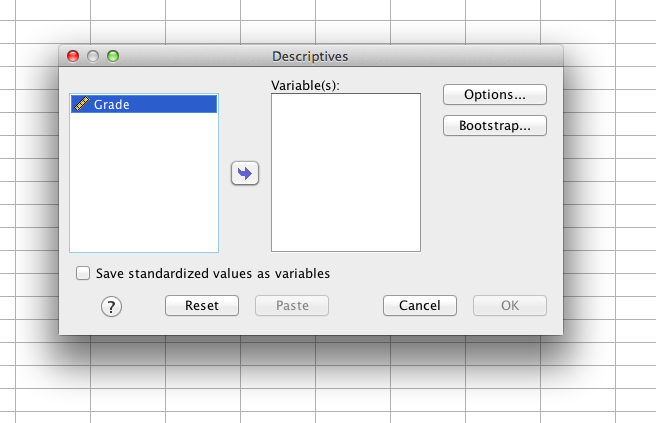 Descriptives
Variable(s):
Grade
Options...
Bootstrap...
Save standardized values as variables
? Reset Paste Cancel OK